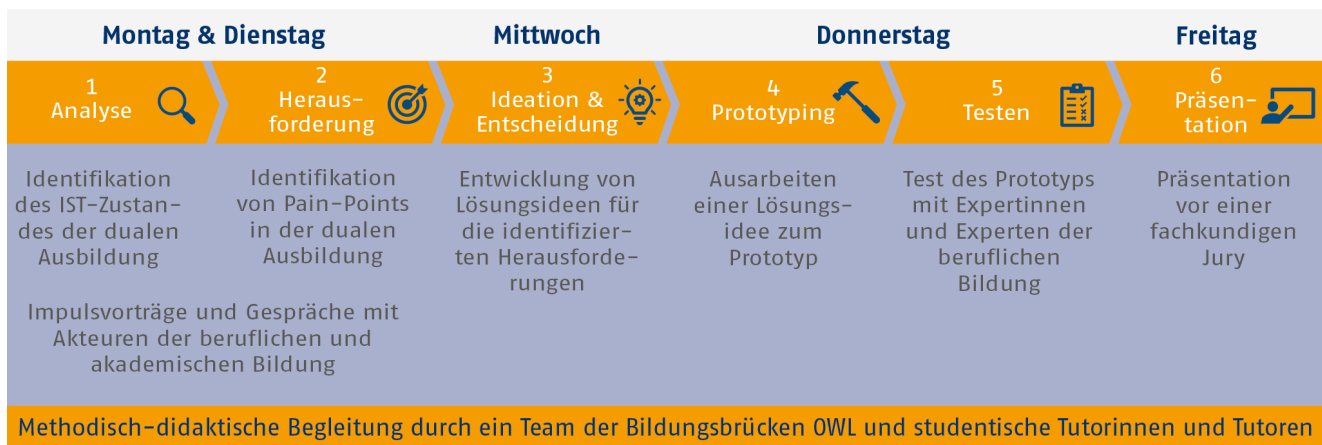 Montag & Dienstag
Mittwoch
Donnerstag
Freitag
1
Analyse
2
Heraus-
forderung
3
Ideation &
Entscheidung
4
Prototyping
5
Testen
6
Präsen-
tation
Identifikation
des IST-Zustan-
des der dualen
Ausbildung
Identifikation
von Pain-Points
in der dualen
Ausbildung
Impulsvorträge und Gespräche mit
Akteuren der beruflichen und
akademischen Bildung
Entwicklung von
Lösungsideen für
die identifizier-
ten Herausforde-
rungen
Ausarbeiten
einer Lösungs-
idee zum
Prototyp
Test des Prototyps
mit Expertinnen
und Experten der
beruflichen
Bildung
Präsentation
vor einer
fachkundigen
Jury
Methodisch-didaktische Begleitung durch ein Team der Bildungsbrücken OWL und studentische Tutorinnen und Tutoren